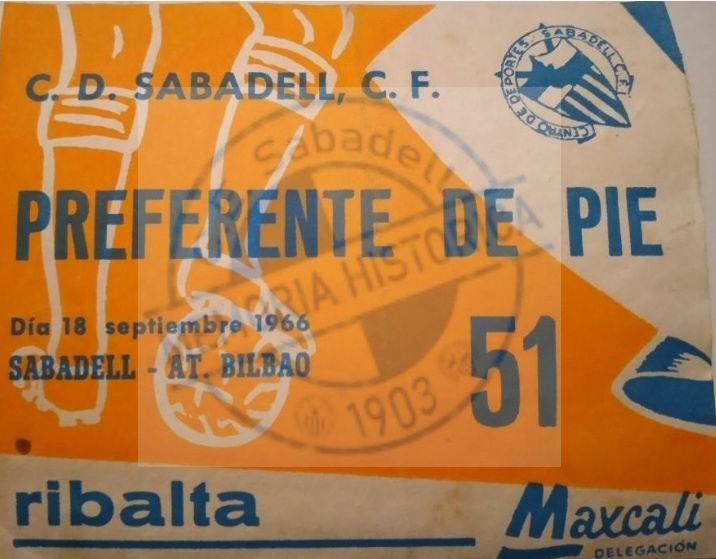 C. D. SABADELL, C. F.
CENTRO DE DEPORTES · SABADELL C.F.
PREFERENTE DE PIE
Sabadell
MEMORIA HISTORICA
1903
Día 18 septiembre 1966
SABADELL - AT. BILBAO
51
ribalta
Maxcali
DELEGACIÓN